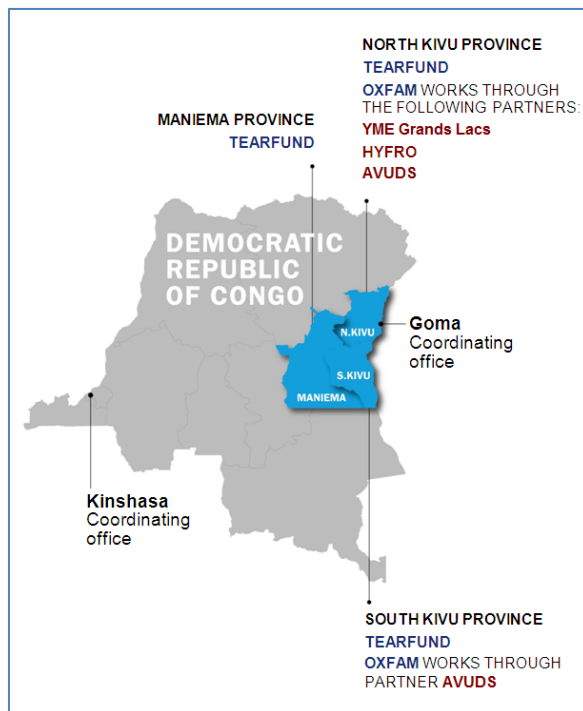 NORTH KIVU PROVINCE
TEARFUND
OXFAM WORKS THROUGH
THE FOLLOWING PARTNERS:
YME Grands Lacs
HYFRO
AVUDS
MANIEMA PROVINCE
TEARFUND
DEMOCRATIC
REPUBLIC
OF CONGO
N.KIVU
Goma
Coordinating
office
S.KIVU
MANIEMA
Kinshasa
Coordinating
office
SOUTH KIVU PROVINCE
TEARFUND
OXFAM WORKS THROUGH
PARTNER AVUDS